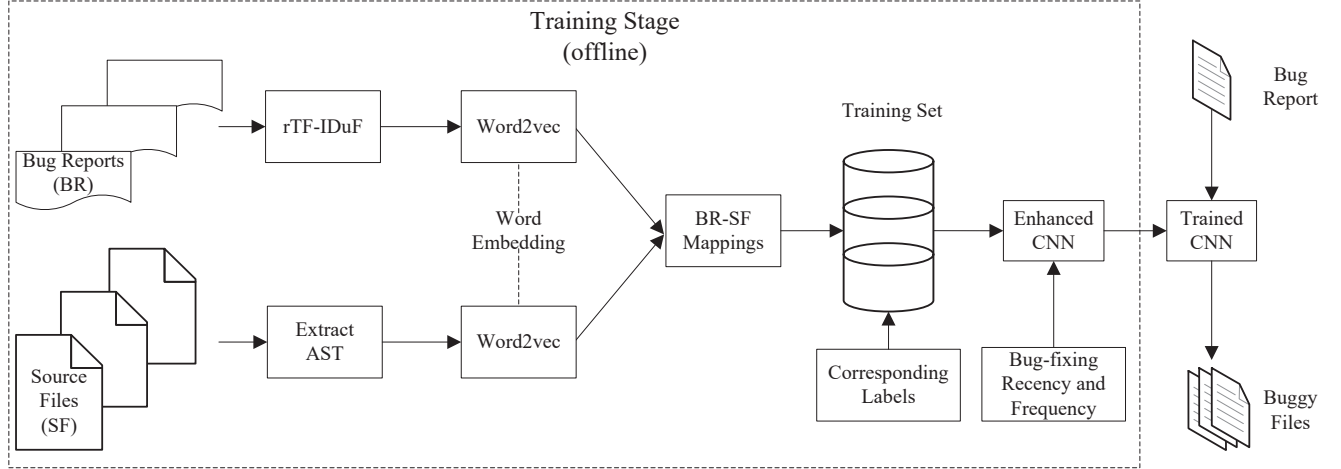 Training Stage
(offline)
Bug Reports
(BR)
rTF-IDuF
Word2vec
Word
Embedding
Source
Files
(SF)
Extract
AST
Word2vec
BR-SF
Mappings
Training Set
Corresponding
Labels
Enhanced
CNN
Bug-fixing
Recency and
Frequency
Bug
Report
Trained
CNN
Buggy
Files